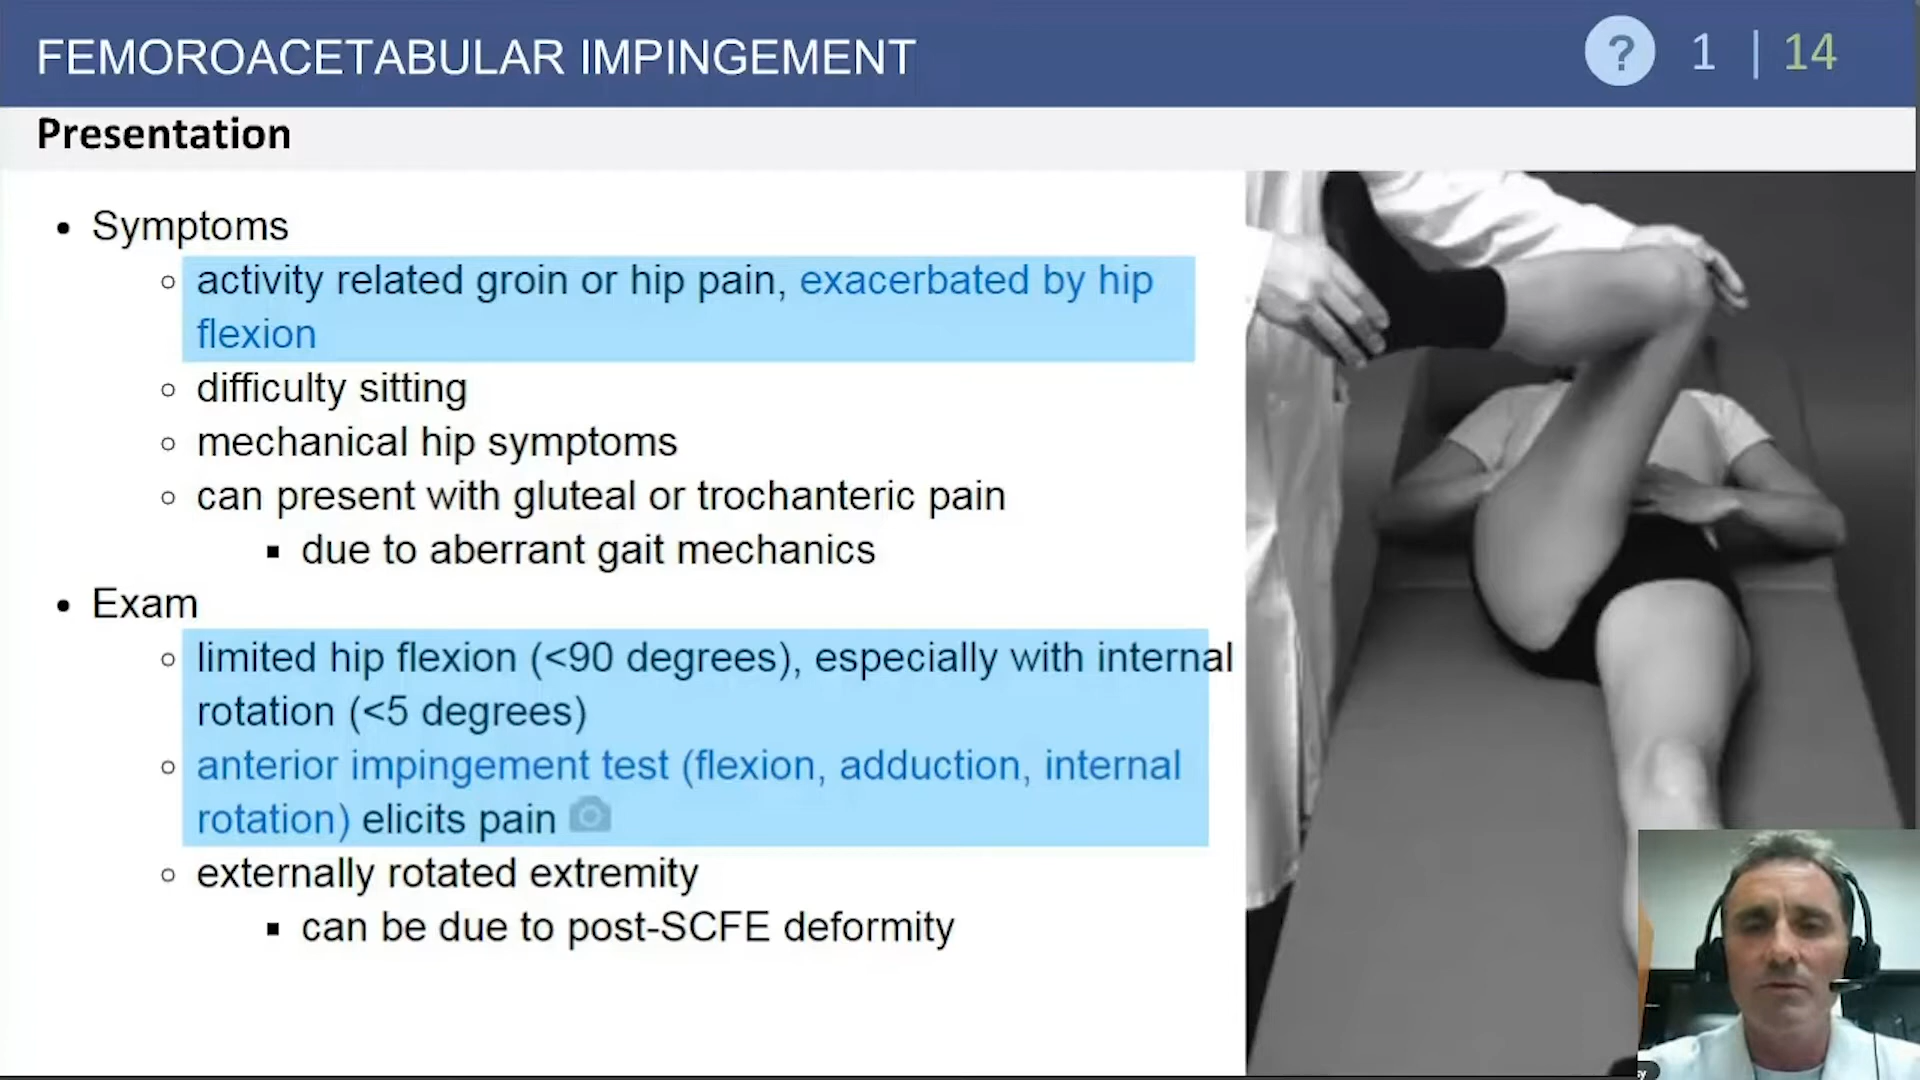 FEMOROACETABULAR IMPINGEMENT
? 1 | 14
Presentation
• Symptoms
○ activity related groin or hip pain, exacerbated by hip
flexion
○ difficulty sitting
○ mechanical hip symptoms
○ can present with gluteal or trochanteric pain
▪ due to aberrant gait mechanics
• Exam
○ limited hip flexion (<90 degrees), especially with internal
rotation (<5 degrees)
○ anterior impingement test (flexion, adduction, internal
rotation) elicits pain
○ externally rotated extremity
▪ can be due to post-SCFE deformity